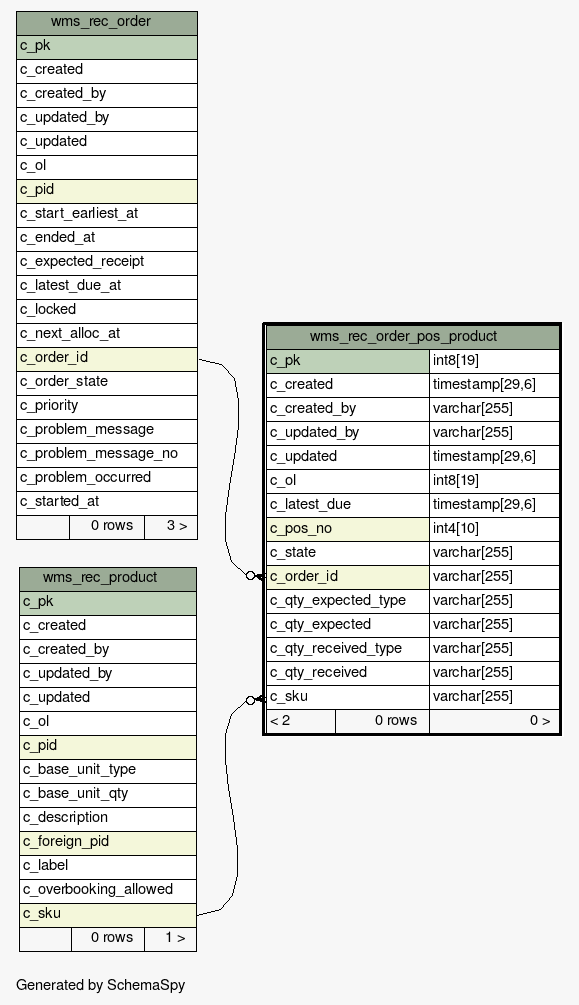 wms_rec_order
c_pk
c_created
c_created_by
c_updated_by
c_updated
c_ol
c_pid
c_start_earliest_at
c_ended_at
c_expected_receipt
c_latest_due_at
c_locked
c_next_alloc_at
c_order_id
c_order_state
c_priority
c_problem_message
c_problem_message_no
c_problem_occurred
c_started_at
0 rows 3 >
wms_rec_order_pos_product
c_pk int8[19]
c_created timestamp[29,6]
c_created_by varchar[255]
c_updated_by varchar[255]
c_updated timestamp[29,6]
c_ol int8[19]
c_latest_due timestamp[29,6]
c_pos_no int4[10]
c_state varchar[255]
c_order_id varchar[255]
c_qty_expected_type varchar[255]
c_qty_expected varchar[255]
c_qty_received_type varchar[255]
c_qty_received varchar[255]
c_sku varchar[255]
< 2 0 rows 0 >
wms_rec_product
c_pk
c_created
c_created_by
c_updated_by
c_updated
c_ol
c_pid
c_base_unit_type
c_base_unit_qty
c_description
c_foreign_pid
c_label
c_overbooking_allowed
c_sku
0 rows 1 >
Generated by SchemaSpy